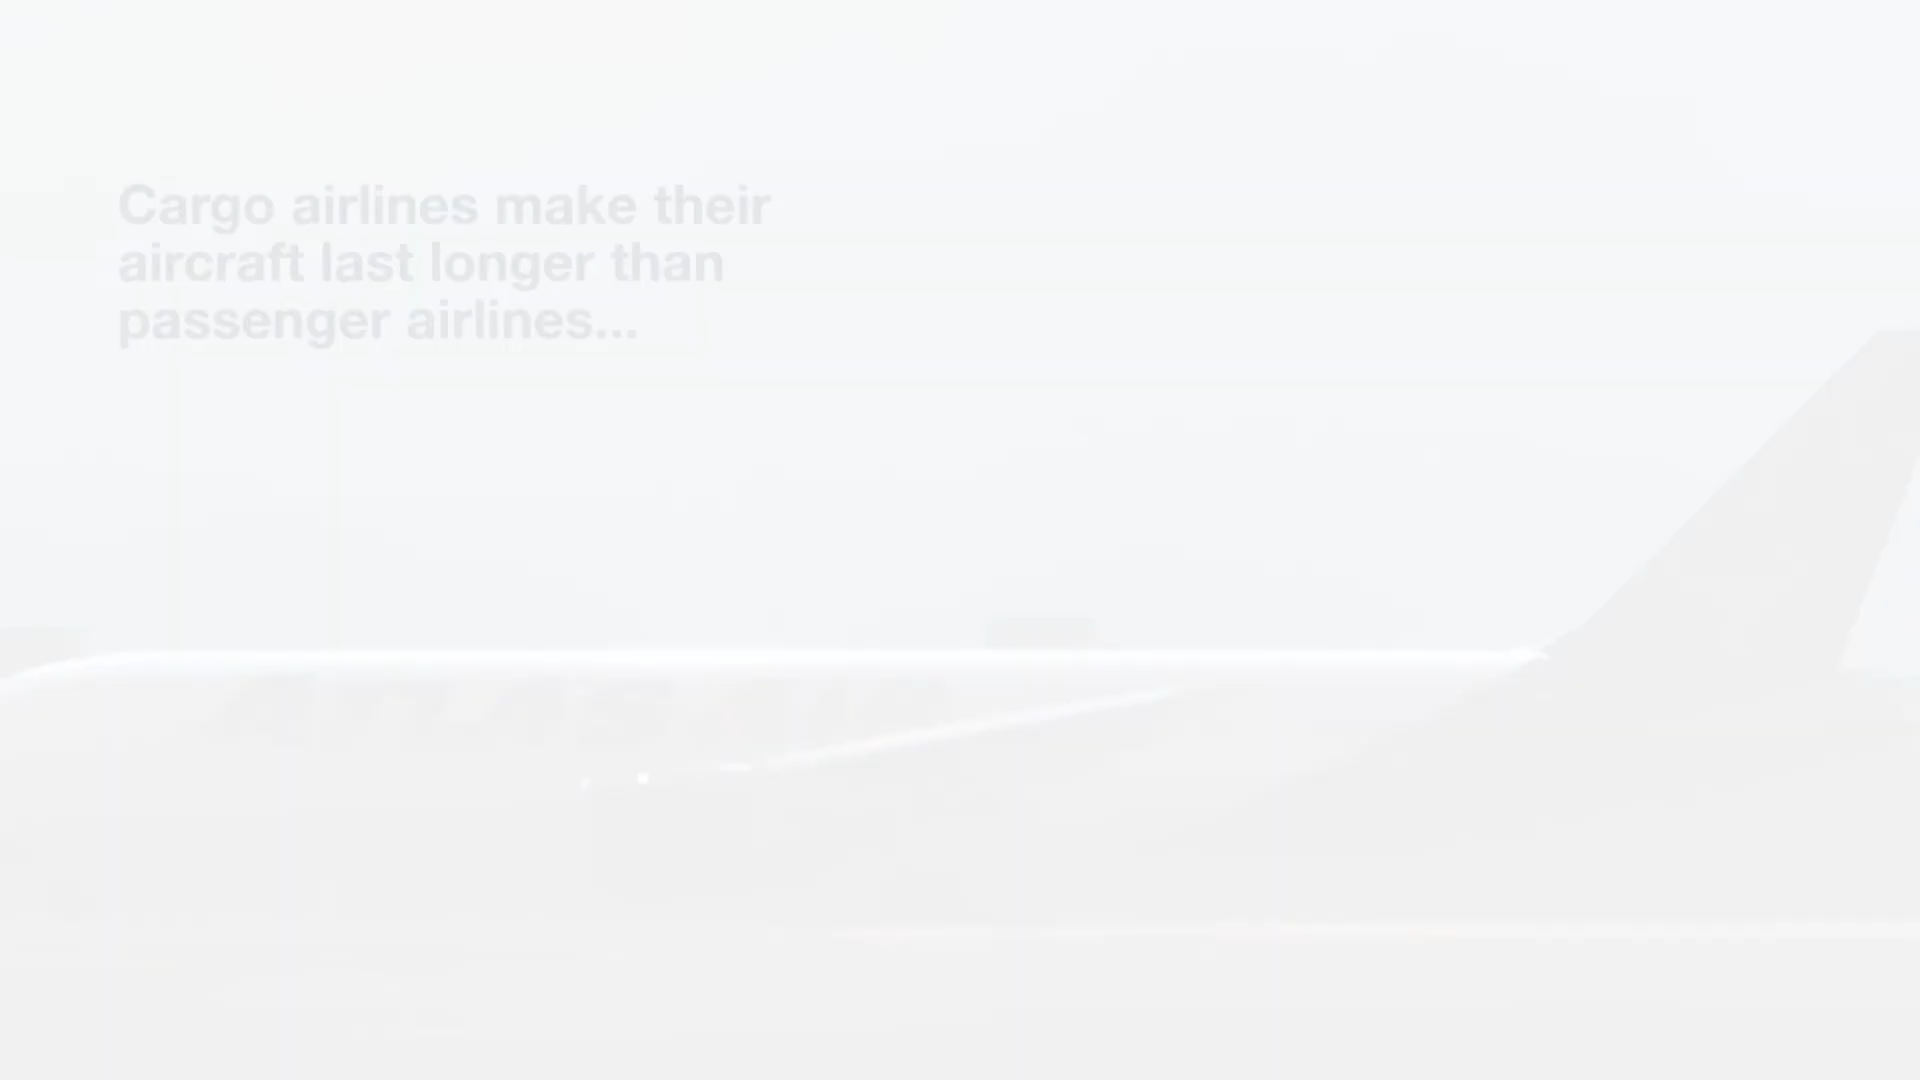 Cargo airlines make their
aircraft last longer than
passenger airlines...